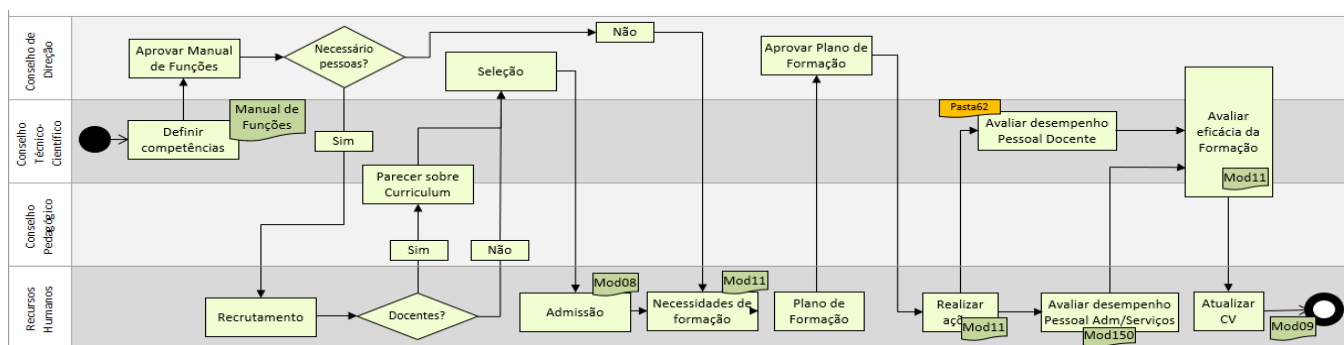 Conselho de
Direção
Aprovar Manual
de Funções
Necessário
pessoas?
Não
Seleção
Aprovar Plano de
Formação
Conselho
Técnico-
Científico
Definir
competências
Manual de
Funções
Sim
Parecer sobre
Curriculum
Pasta62
Avaliar desempenho
Pessoal Docente
Avaliar
eficácia da
Formação
Mod11
Conselho
Pedagógico
Sim
Não
Recursos
Humanos
Recrutamento
Docentes?
Admissão
Mod08
Necessidades de
formação
Mod11
Plano de
Formação
Realizar
Mod11
Avaliar desempenho
Pessoal Adm/Serviços
Mod150
Atualizar
CV
Mod09